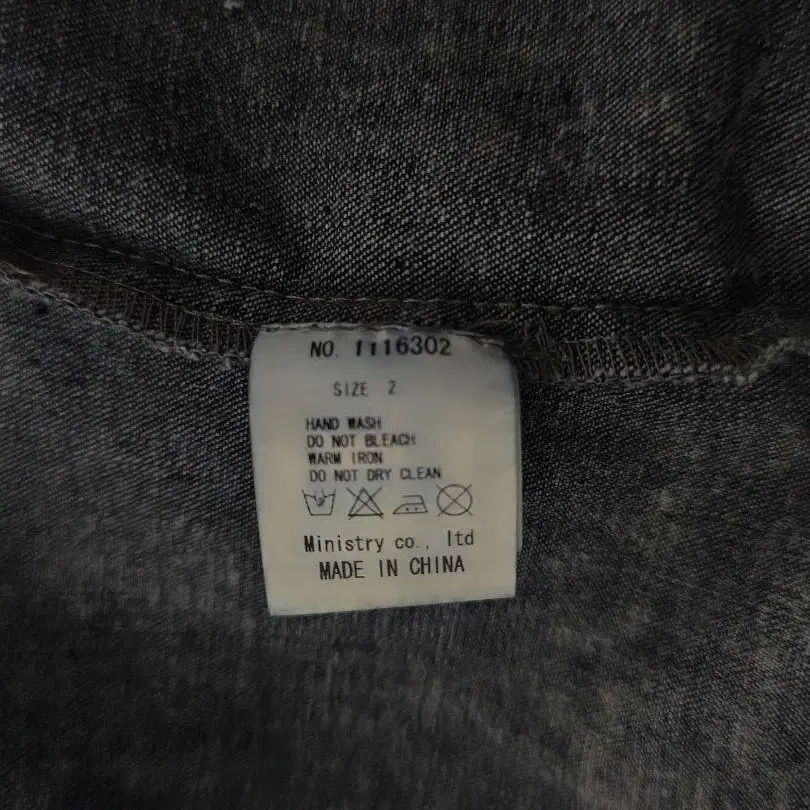 NO. 1116302
SIZE 2
HAND WASH
DO NOT BLEACH
WARM IRON
DO NOT DRY CLEAN
Ministry co., ltd
MADE IN CHINA